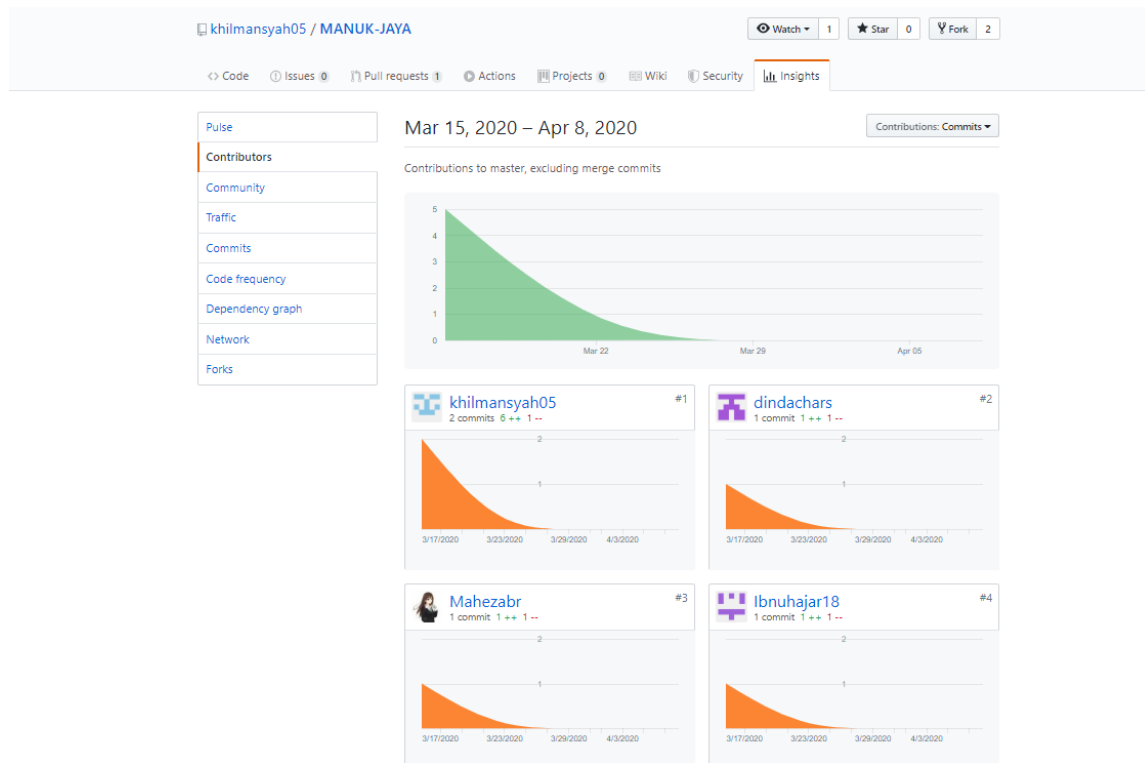 khilmansyah05 / MANUK-JAYA
Watch 1 Star 0 Fork 2
Code Issues 0 Pull requests 1 Actions Projects 0 Wiki Security Insights
Pulse
Contributors
Community
Traffic
Commits
Code frequency
Dependency graph
Network
Forks
Mar 15, 2020 – Apr 8, 2020
Contributions: Commits
Contributions to master, excluding merge commits
5
4
3
2
1
0
Mar 22 Mar 29 Apr 05
khilmansyah05 #1
2 commits 6 ++ 1 --
2
1
3/17/2020 3/23/2020 3/29/2020 4/3/2020
dindachars #2
1 commit 1 ++ 1 --
2
1
3/17/2020 3/23/2020 3/29/2020 4/3/2020
Mahezabr #3
1 commit 1 ++ 1 --
2
1
3/17/2020 3/23/2020 3/29/2020 4/3/2020
Ibnuhajar18 #4
1 commit 1 ++ 1 --
2
1
3/17/2020 3/23/2020 3/29/2020 4/3/2020